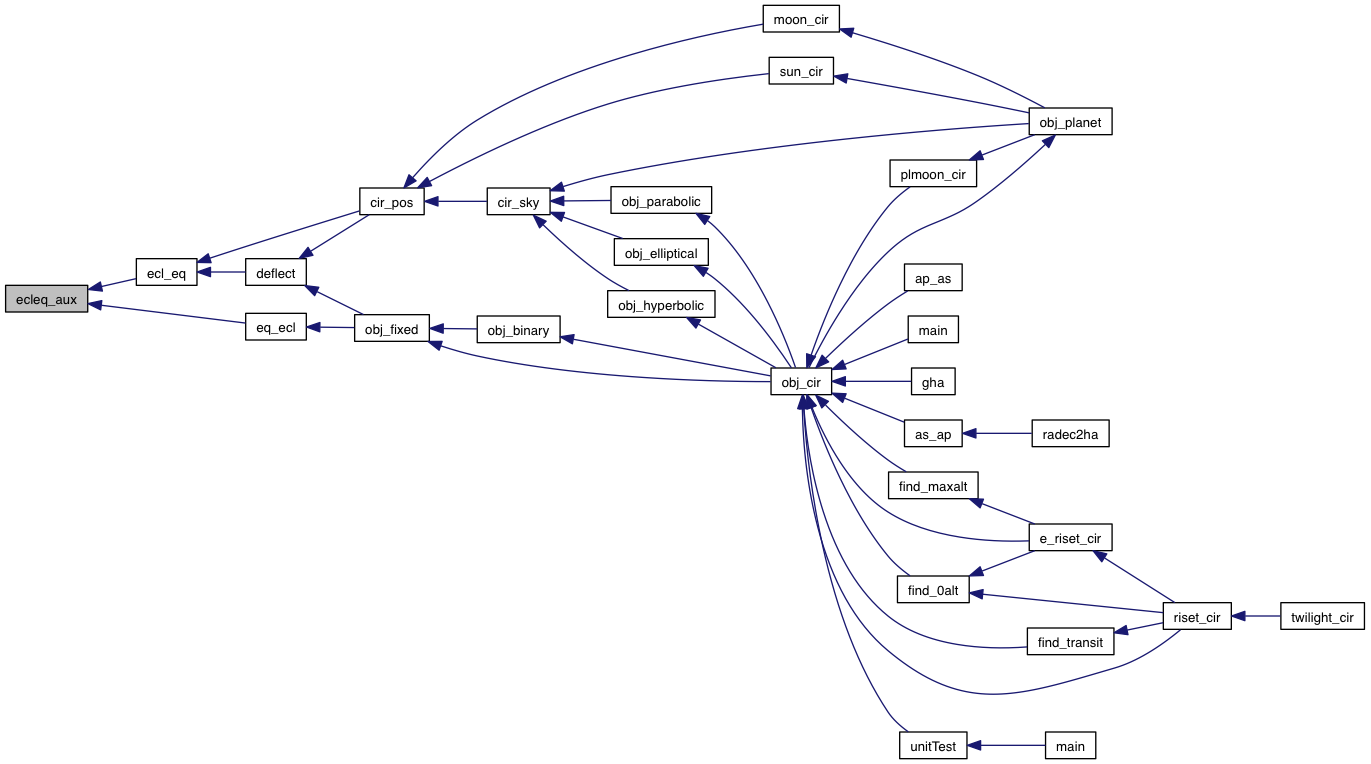 moon_cir
sun_cir
obj_planet
plmoon_cir
cir_pos
cir_sky
obj_parabolic
obj_elliptical
ecl_eq
deflect
ap_as
ecleq_aux
obj_hyperbolic
eq_ecl
obj_fixed
obj_binary
main
obj_cir
gha
as_ap
radec2ha
find_maxalt
e_riset_cir
find_0alt
riset_cir
twilight_cir
find_transit
unitTest
main